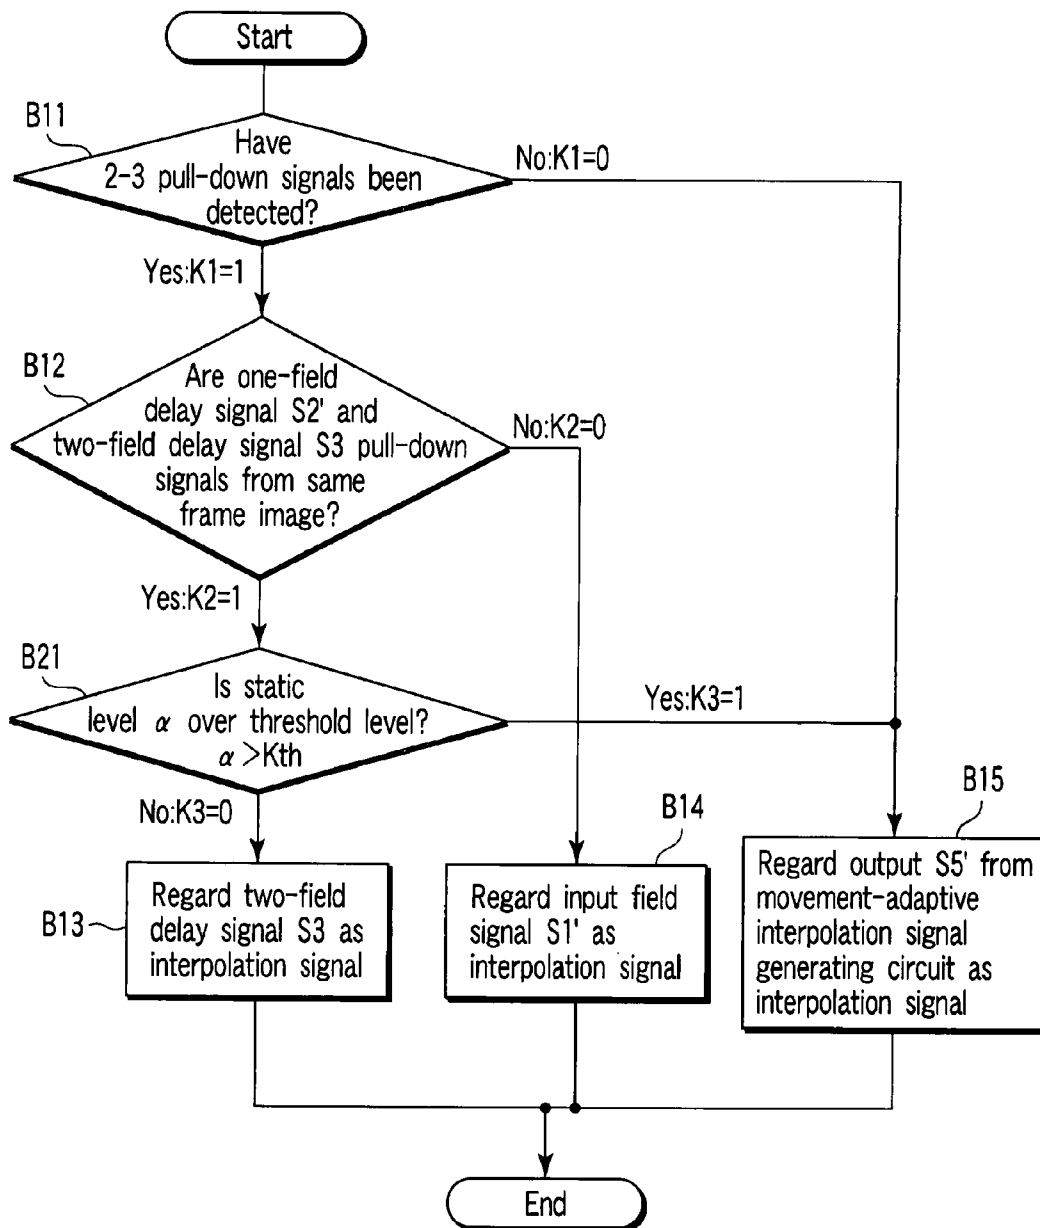 Start
B11
Have
2-3 pull-down signals been
detected?
No:K1=0
Yes:K1=1
B12
Are one-field
delay signal S2' and
two-field delay signal S3 pull-down
signals from same
frame image?
No:K2=0
Yes:K2=1
B21
Is static
level α over threshold level?
α >Kth
Yes:K3=1
No:K3=0
B13
Regard two-field
delay signal S3 as
interpolation signal
B14
Regard input field
signal S1' as
interpolation signal
B15
Regard output S5' from
movement-adaptive
interpolation signal
generating circuit as
interpolation signal
End